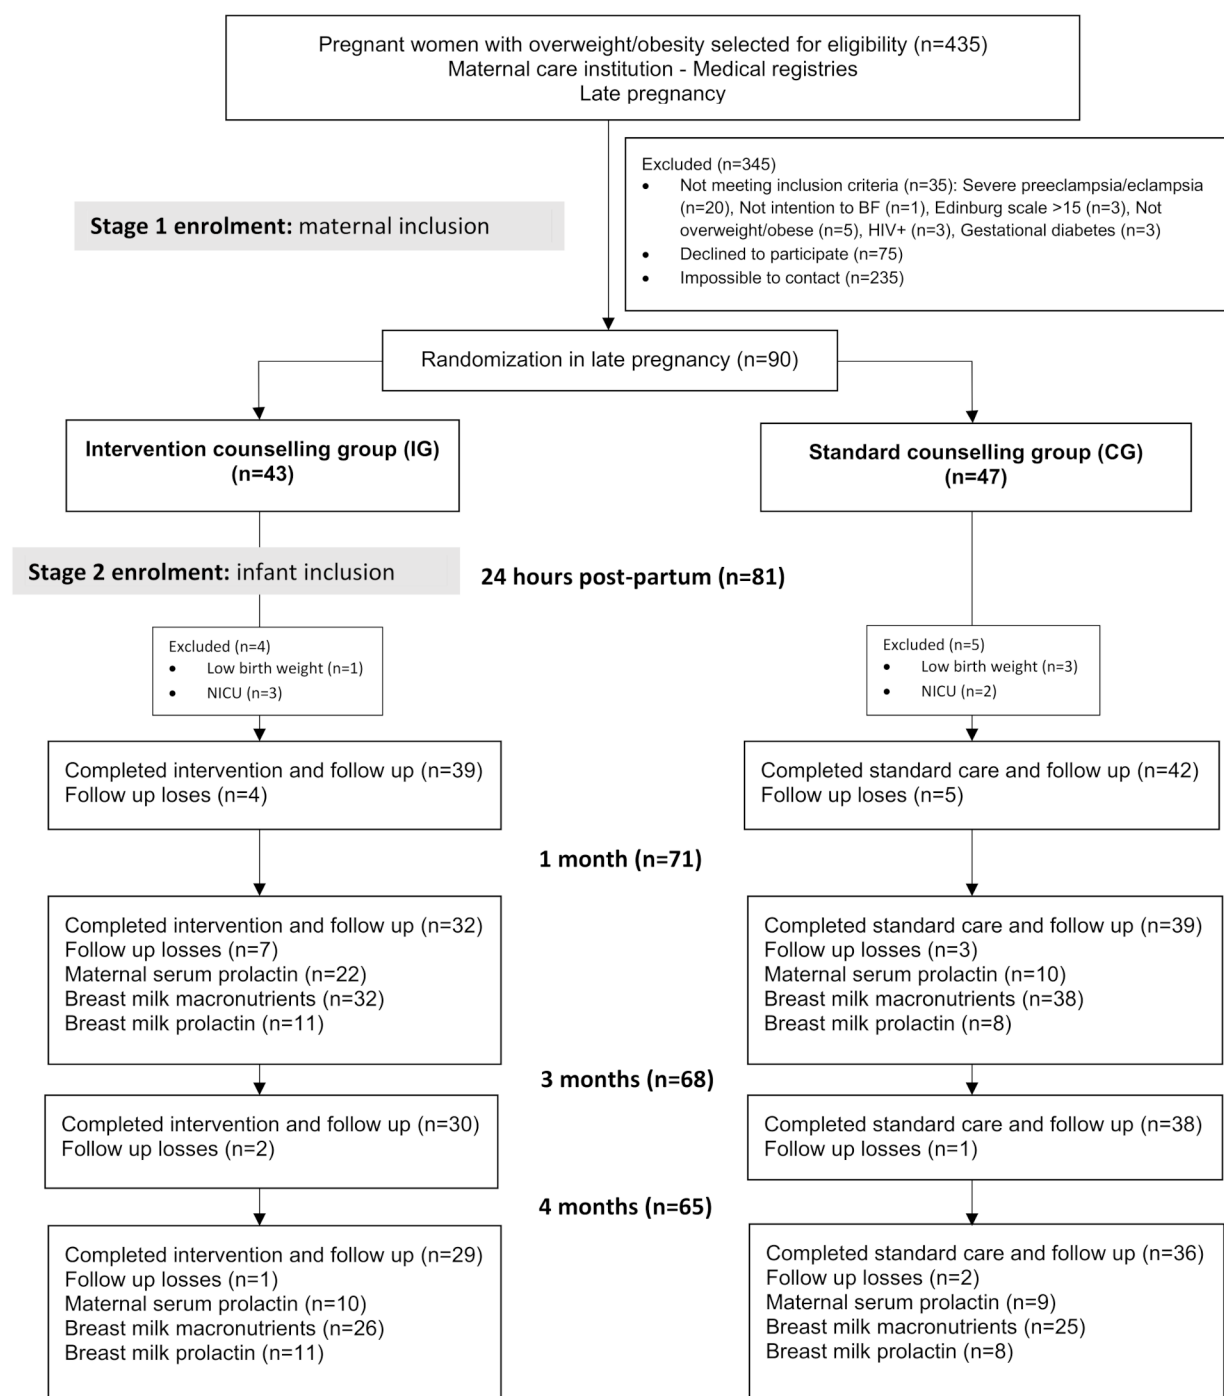 Pregnant women with overweight/obesity selected for eligibility (n=435)
Maternal care institution - Medical registries
Late pregnancy
Excluded (n=345)
• Not meeting inclusion criteria (n=35): Severe preeclampsia/eclampsia
(n=20), Not intention to BF (n=1), Edinburg scale >15 (n=3), Not
overweight/obese (n=5), HIV+ (n=3), Gestational diabetes (n=3)
• Declined to participate (n=75)
• Impossible to contact (n=235)
Stage 1 enrolment: maternal inclusion
Randomization in late pregnancy (n=90)
Intervention counselling group (IG)
(n=43)
Standard counselling group (CG)
(n=47)
Stage 2 enrolment: infant inclusion
24 hours post-partum (n=81)
Excluded (n=4)
• Low birth weight (n=1)
• NICU (n=3)
Excluded (n=5)
• Low birth weight (n=3)
• NICU (n=2)
Completed intervention and follow up (n=39)
Follow up loses (n=4)
Completed standard care and follow up (n=42)
Follow up loses (n=5)
1 month (n=71)
Completed intervention and follow up (n=32)
Follow up losses (n=7)
Maternal serum prolactin (n=22)
Breast milk macronutrients (n=32)
Breast milk prolactin (n=11)
Completed standard care and follow up (n=39)
Follow up losses (n=3)
Maternal serum prolactin (n=10)
Breast milk macronutrients (n=38)
Breast milk prolactin (n=8)
3 months (n=68)
Completed intervention and follow up (n=30)
Follow up losses (n=2)
Completed standard care and follow up (n=38)
Follow up losses (n=1)
4 months (n=65)
Completed intervention and follow up (n=29)
Follow up losses (n=1)
Maternal serum prolactin (n=10)
Breast milk macronutrients (n=26)
Breast milk prolactin (n=11)
Completed standard care and follow up (n=36)
Follow up losses (n=2)
Maternal serum prolactin (n=9)
Breast milk macronutrients (n=25)
Breast milk prolactin (n=8)